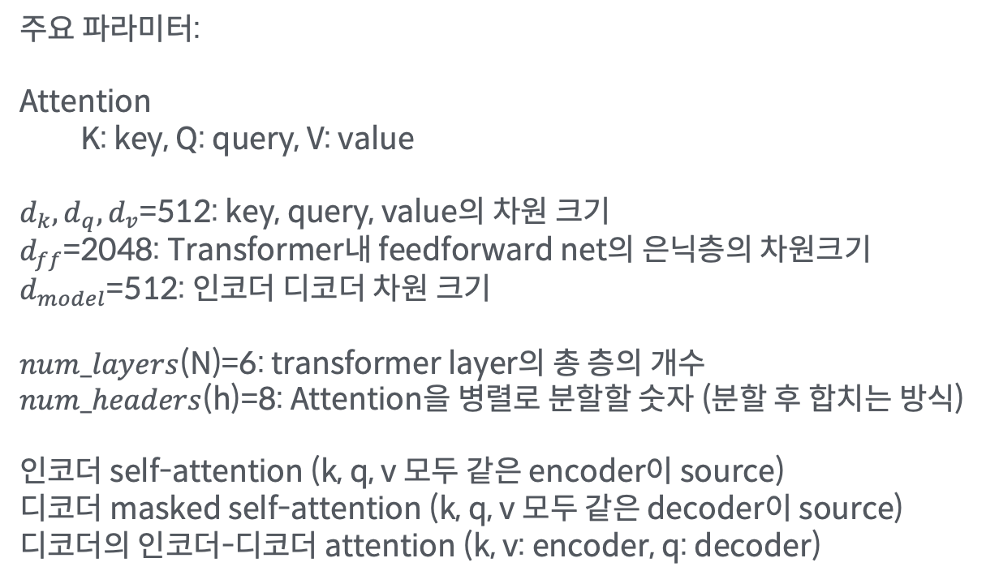 주요 파라미터:
Attention
K: key, Q: query, V: value
d_k, d_q, d_v=512: key, query, value의 차원 크기
d_ff=2048: Transformer내 feedforward net의 은닉층의 차원크기
d_model=512: 인코더 디코더 차원 크기
num_layers(N)=6: transformer layer의 총 층의 개수
num_headers(h)=8: Attention을 병렬로 분할할 숫자 (분할 후 합치는 방식)
인코더 self-attention (k, q, v 모두 같은 encoder이 source)
디코더 masked self-attention (k, q, v 모두 같은 decoder이 source)
디코더의 인코더-디코더 attention (k, v: encoder, q: decoder)